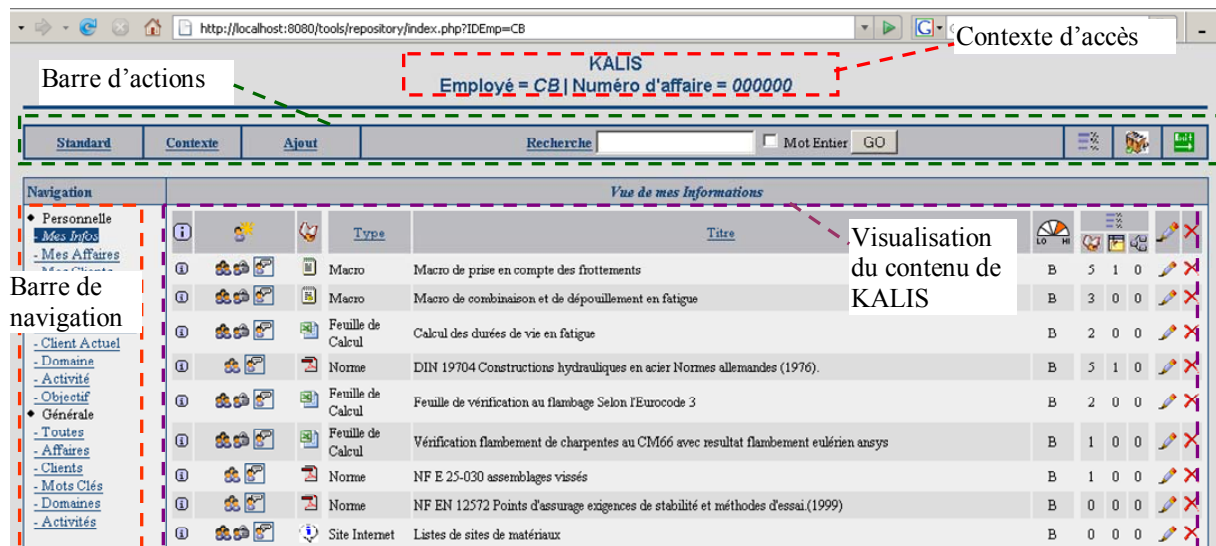 http://localhost:8080/tools/repository/index.php?IDEmp=CB
G
Contexte d'accès
KALIS
Employé = CB | Numéro d'affaire = 000000
Barre d'actions
Standard Contexte Ajout Recherche Mot Entier GO Exit
Navigation Vue de mes Informations
Personnelle
- Mes Infos
- Mes Affaires
- Mes Clients
Barre de
navigation
- Client Actuel
- Domaine
- Activité
- Objectif
Générale
- Toutes
- Affaires
- Clients
- Mots Clés
- Domaines
- Activités
Type Titre LO HI
Visualisation
du contenu de
KALIS
Macro Macro de prise en compte des frottements B 5 1 0
Macro Macro de combinaison et de dépouillement en fatigue B 3 0 0
Feuille de
Calcul Calcul des durées de vie en fatigue B 2 0 0
Norme DIN 19704 Constructions hydrauliques en acier Normes allemandes (1976). B 5 1 0
Feuille de
Calcul Feuille de vérification au flambage Selon l'Eurocode 3 B 2 0 0
Feuille de
Calcul Vérification flambement de charpentes au CM66 avec resultat flambement eulérien ansys B 1 0 0
Norme NF E 25-030 assemblages vissés B 1 0 0
Norme NF EN 12572 Points d'assurage exigences de stabilité et méthodes d'essai.(1999) B 0 0 0
Site Internet Listes de sites de matériaux B 0 0 0